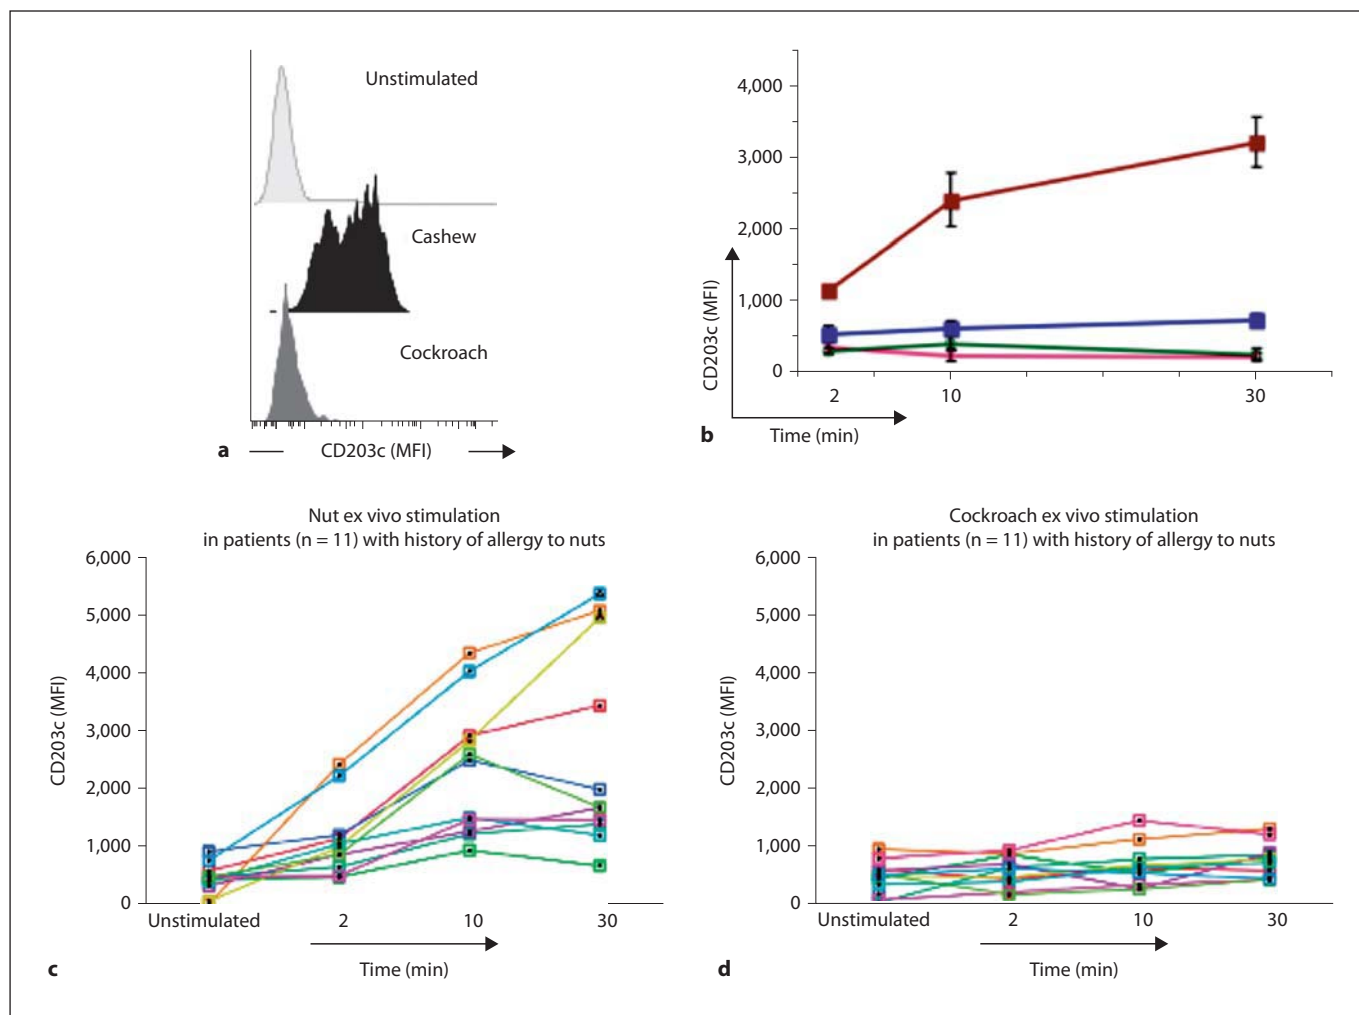 Unstimulated
Cashew
Cockroach
a
CD203c (MFI)
4,000
3,000
2,000
1,000
0
CD203c (MFI)
2
10
30
b
Time (min)
Nut ex vivo stimulation
in patients (n = 11) with history of allergy to nuts
6,000
5,000
4,000
3,000
2,000
1,000
0
CD203c (MFI)
Unstimulated
2
10
30
c
Time (min)
Cockroach ex vivo stimulation
in patients (n = 11) with history of allergy to nuts
6,000
5,000
4,000
3,000
2,000
1,000
0
CD203c (MFI)
Unstimulated
2
10
30
d
Time (min)